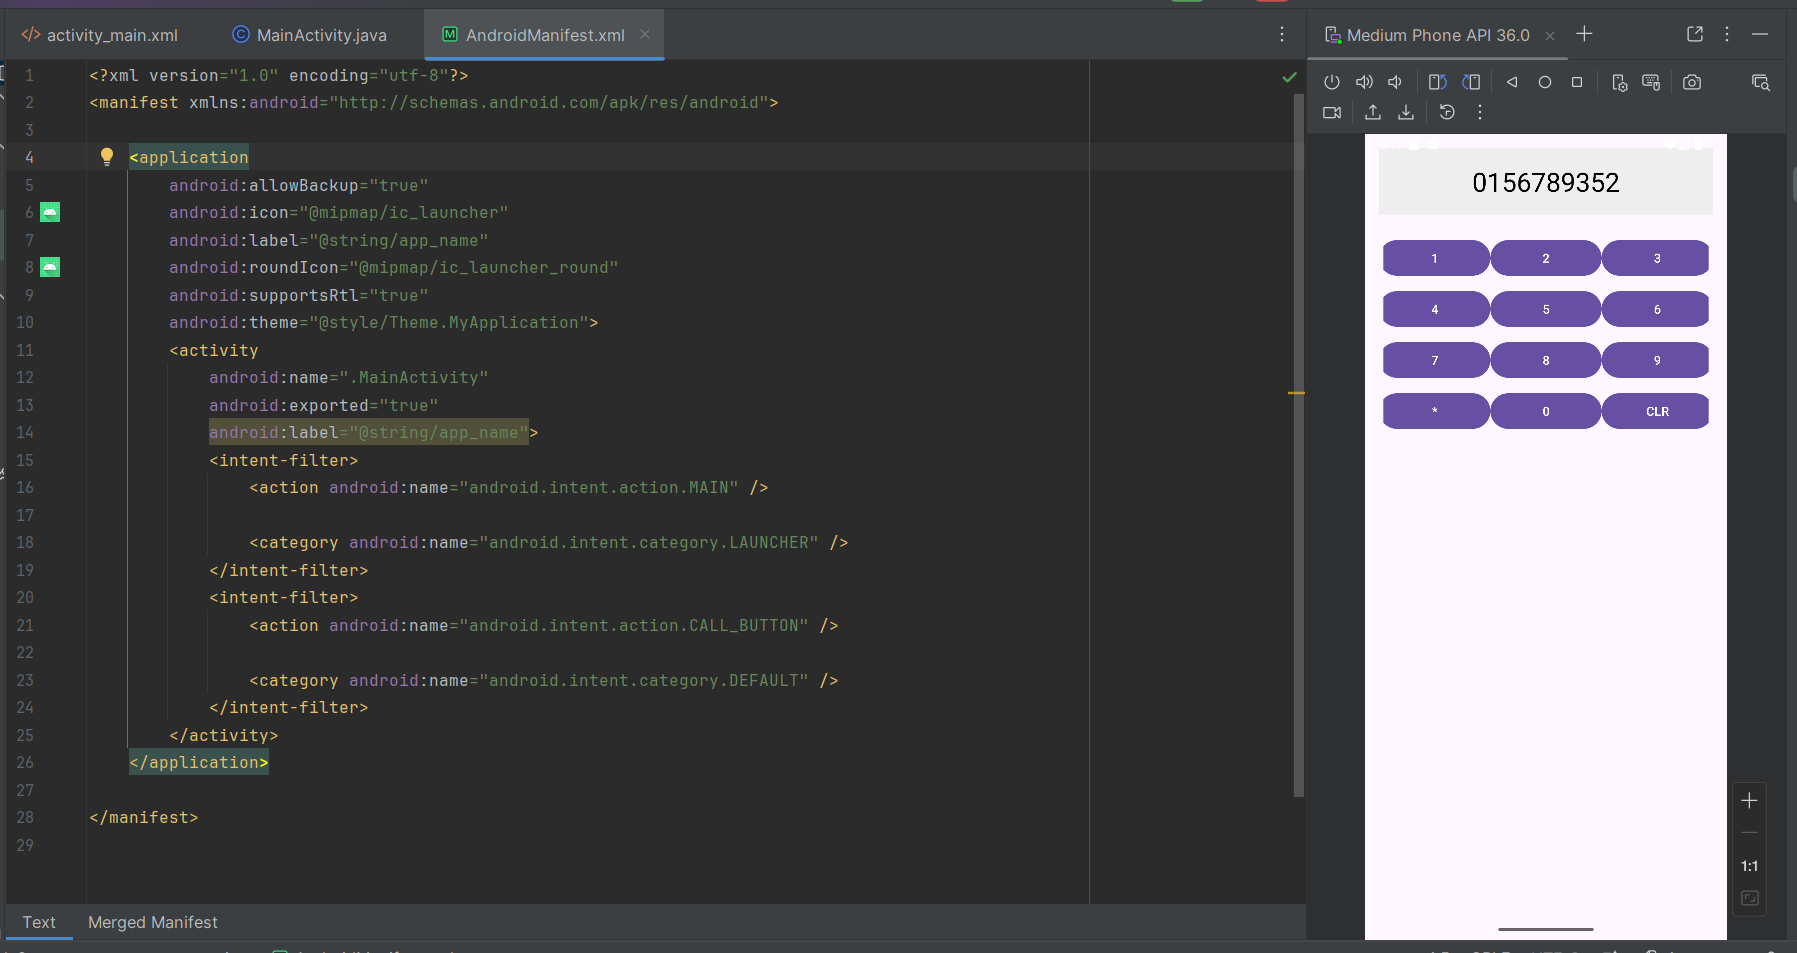 activity_main.xml
MainActivity.java
AndroidManifest.xml
Medium Phone API 36.0
1 <?xml version="1.0" encoding="utf-8"?>
2 <manifest xmlns:android="http://schemas.android.com/apk/res/android">
3
4 <application
5 android:allowBackup="true"
6 android:icon="@mipmap/ic_launcher"
7 android:label="@string/app_name"
8 android:roundIcon="@mipmap/ic_launcher_round"
9 android:supportsRtl="true"
10 android:theme="@style/Theme.MyApplication">
11 <activity
12 android:name=".MainActivity"
13 android:exported="true"
14 android:label="@string/app_name">
15 <intent-filter>
16 <action android:name="android.intent.action.MAIN" />
17
18 <category android:name="android.intent.category.LAUNCHER" />
19 </intent-filter>
20 <intent-filter>
21 <action android:name="android.intent.action.CALL_BUTTON" />
22
23 <category android:name="android.intent.category.DEFAULT" />
24 </intent-filter>
25 </activity>
26 </application>
27
28 </manifest>
29
Text
Merged Manifest
0156789352
1 2 3
4 5 6
7 8 9
* 0 CLR
1:1